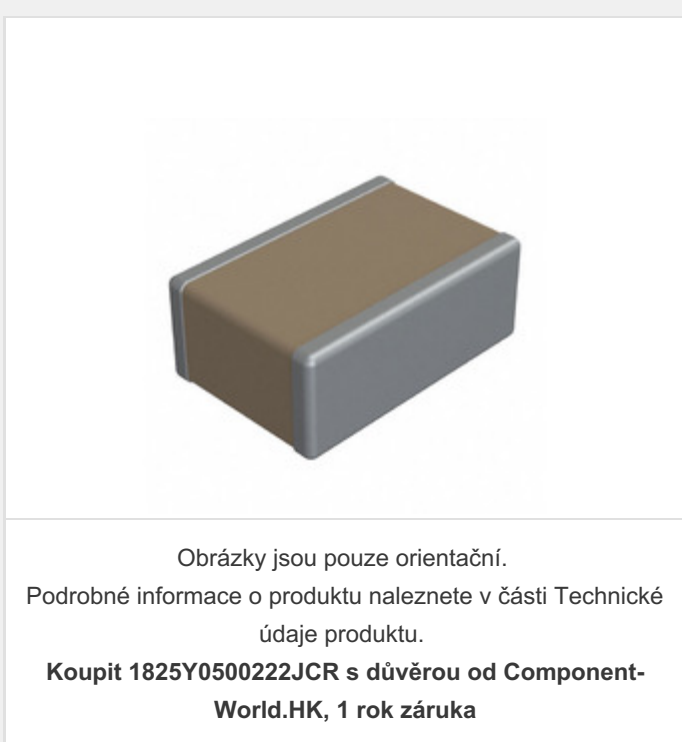 Obrázky jsou pouze orientační.
Podrobné informace o produktu naleznete v části Technické
údaje produktu.
Koupit 1825Y0500222JCR s důvěrou od Component-
World.HK, 1 rok záruka